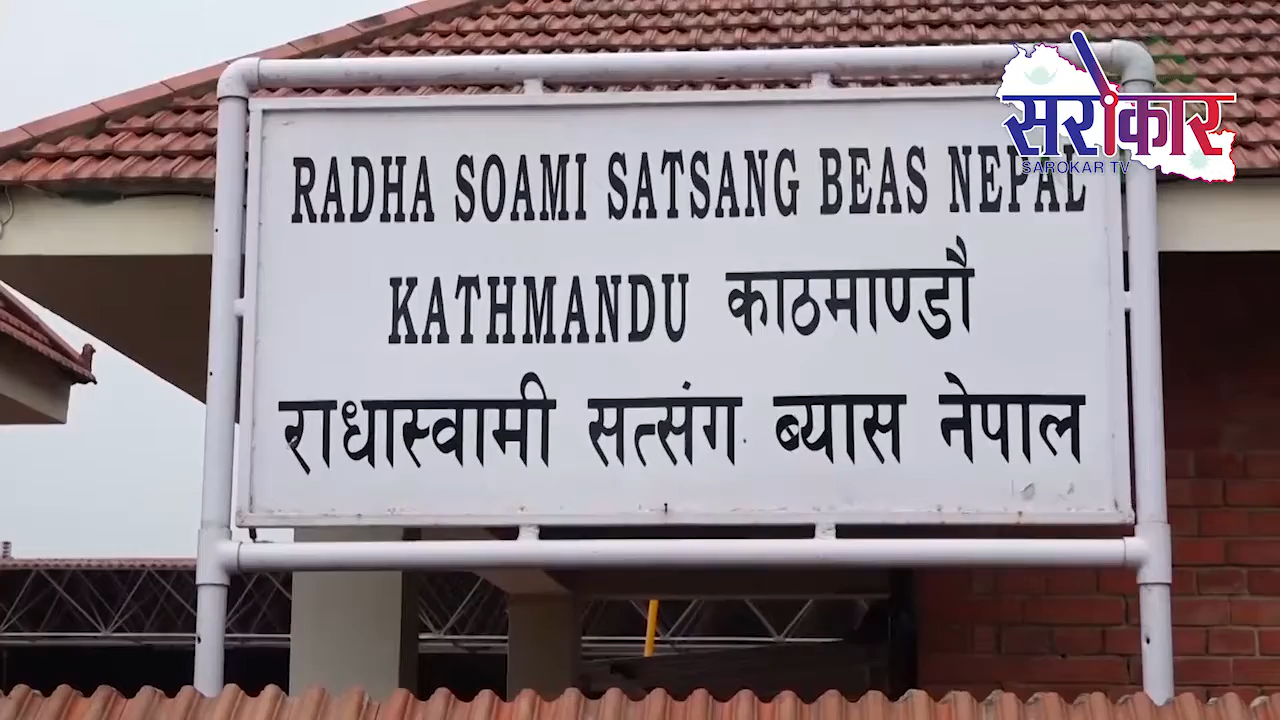 RADHA SOAMI SATSANG BEAS NEPAL
KATHMANDU काठमाण्डौ
राधास्वामी सत्संग ब्यास नेपाल
सरोकार
SAROKAR TV